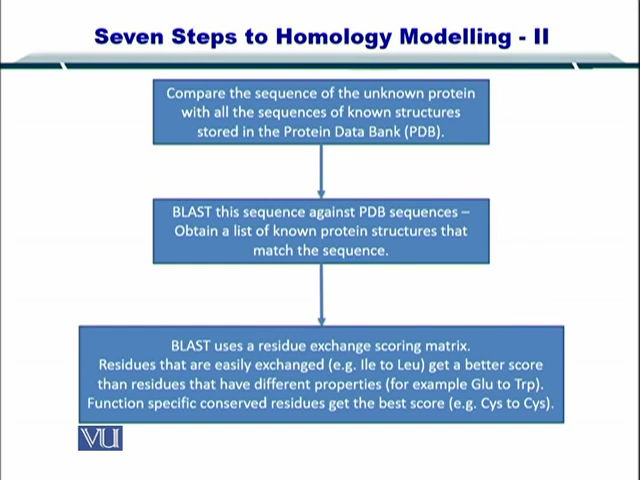 Seven Steps to Homology Modelling - II
Compare the sequence of the unknown protein
with all the sequences of known structures
stored in the Protein Data Bank (PDB).
BLAST this sequence against PDB sequences –
Obtain a list of known protein structures that
match the sequence.
BLAST uses a residue exchange scoring matrix.
Residues that are easily exchanged (e.g. Ile to Leu) get a better score
than residues that have different properties (for example Glu to Trp).
Function specific conserved residues get the best score (e.g. Cys to Cys).
VU